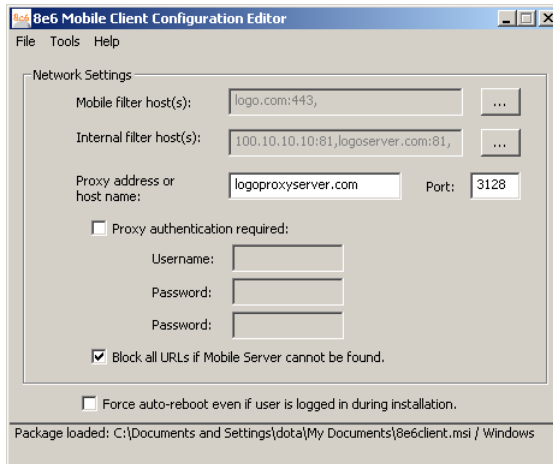 8e6 8e6 Mobile Client Configuration Editor
File Tools Help
Network Settings
Mobile filter host(s): logo.com:443, ...
Internal filter host(s): 100.10.10.10:81,logoserver.com:81, ...
Proxy address or
host name: logoproxyserver.com Port: 3128
Proxy authentication required:
Username:
Password:
Password:
Block all URLs if Mobile Server cannot be found.
Force auto-reboot even if user is logged in during installation.
Package loaded: C:\Documents and Settings\dota\My Documents\8e6client.msi / Windows